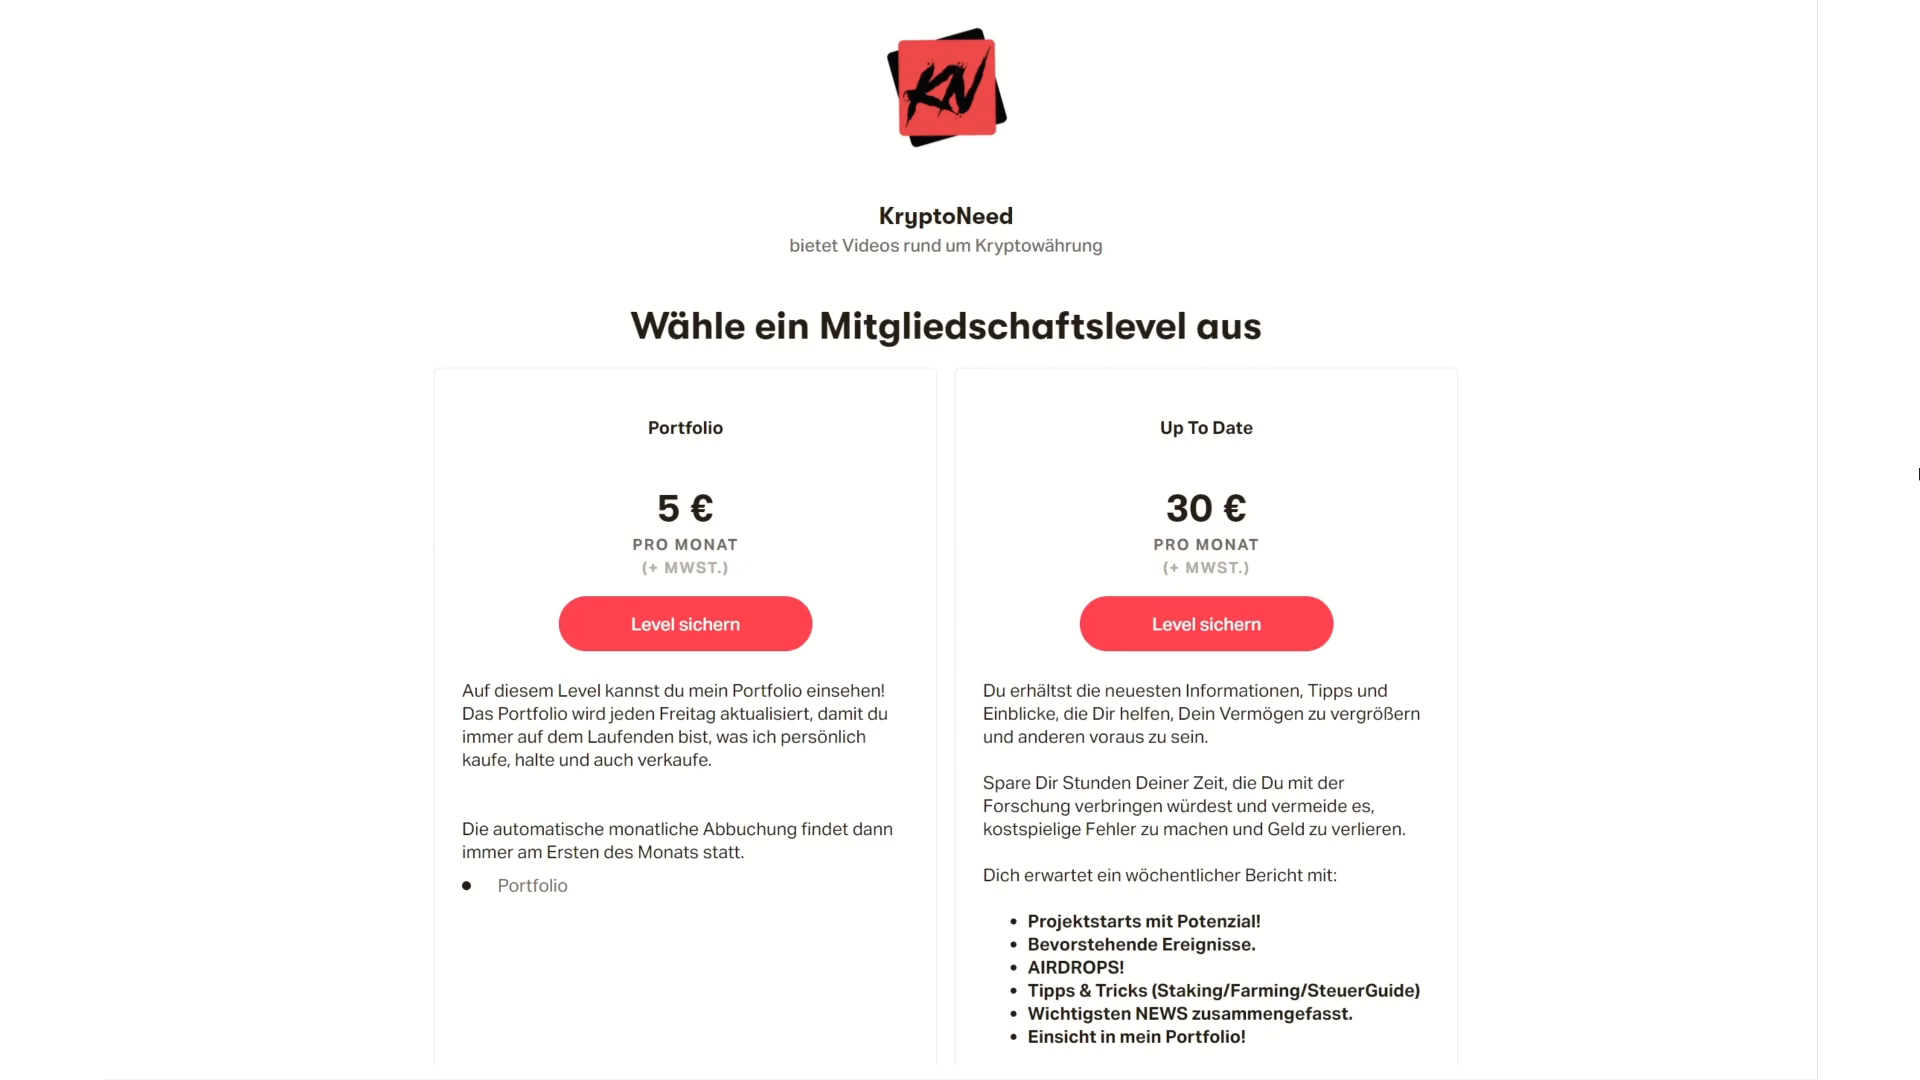 KN
KryptoNeed
bietet Videos rund um Kryptowährung
Wähle ein Mitgliedschaftslevel aus
Portfolio
5 €
PRO MONAT
(+ MWST.)
Level sichern
Auf diesem Level kannst du mein Portfolio einsehen!
Das Portfolio wird jeden Freitag aktualisiert, damit du
immer auf dem Laufenden bist, was ich persönlich
kaufe, halte und auch verkaufe.
Die automatische monatliche Abbuchung findet dann
immer am Ersten des Monats statt.
• Portfolio
Up To Date
30 €
PRO MONAT
(+ MWST.)
Level sichern
Du erhältst die neuesten Informationen, Tipps und
Einblicke, die Dir helfen, Dein Vermögen zu vergrößern
und anderen voraus zu sein.
Spare Dir Stunden Deiner Zeit, die Du mit der
Forschung verbringen würdest und vermeide es,
kostspielige Fehler zu machen und Geld zu verlieren.
Dich erwartet ein wöchentlicher Bericht mit:
• Projektstarts mit Potenzial!
• Bevorstehende Ereignisse.
• AIRDROPS!
• Tipps & Tricks (Staking/Farming/SteuerGuide)
• Wichtigsten NEWS zusammengefasst.
• Einsicht in mein Portfolio!